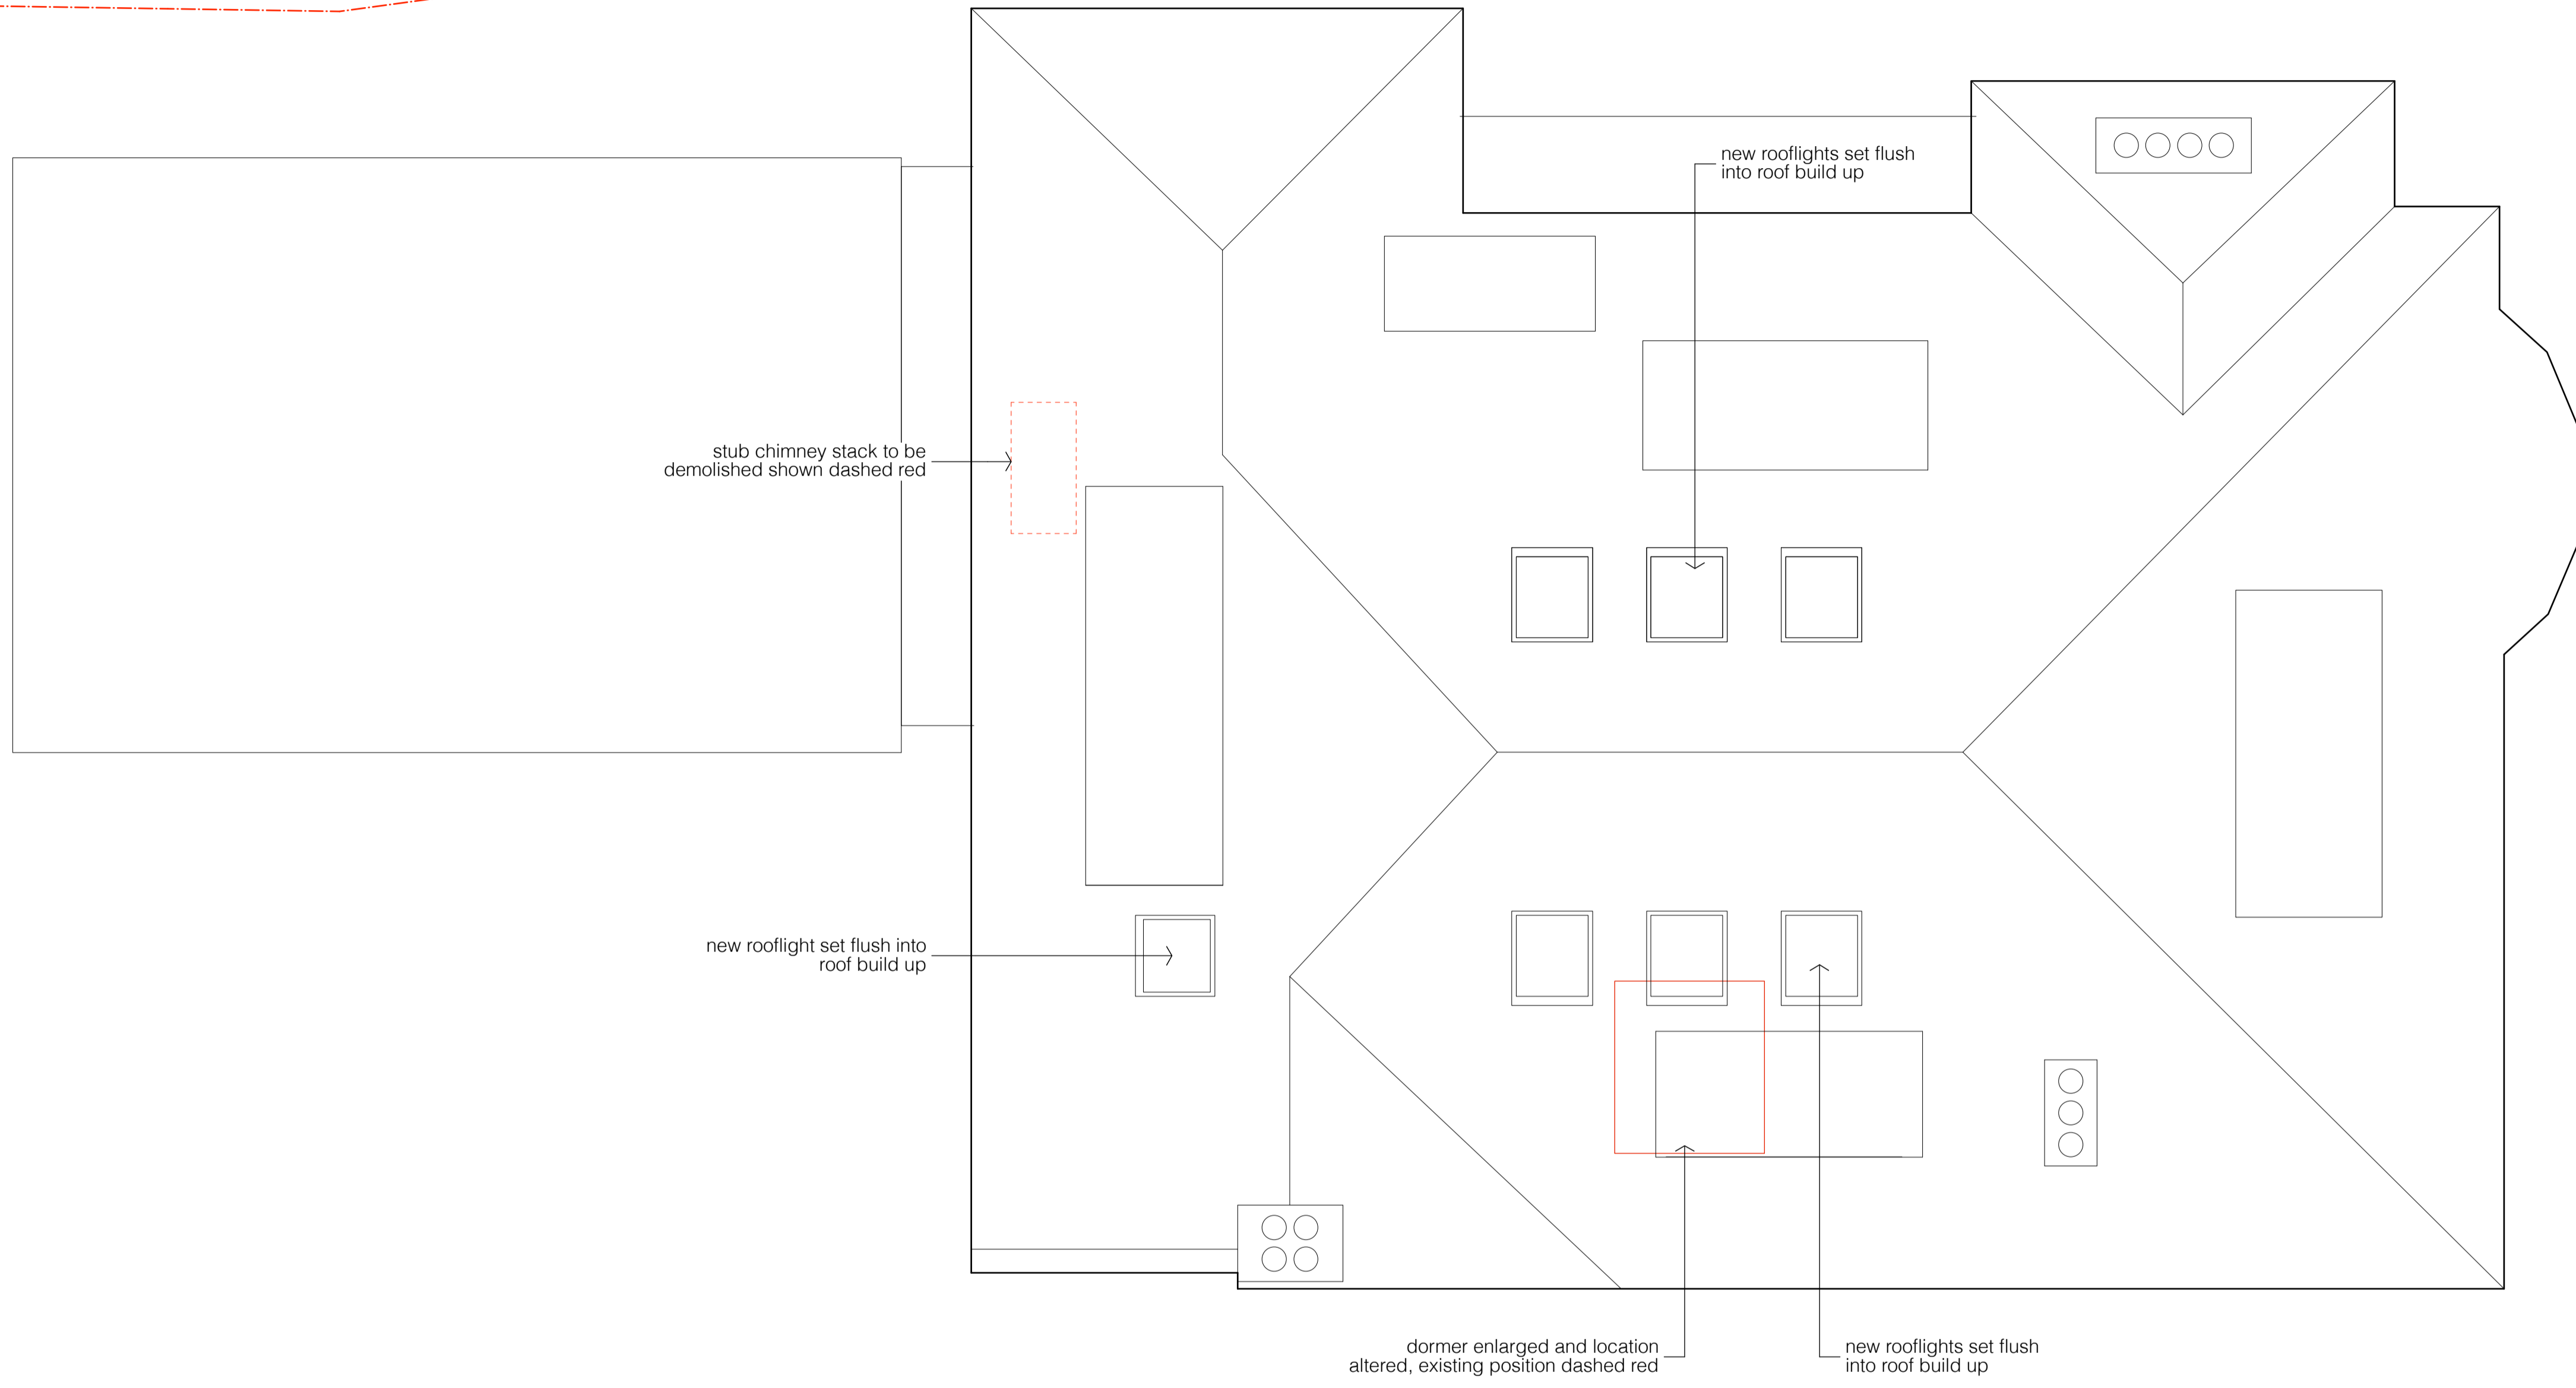 new rooflights set flush
into roof build up
stub chimney stack to be
demolished shown dashed red
new rooflight set flush into
roof build up
dormer enlarged and location
altered, existing position dashed red
new rooflights set flush
into roof build up